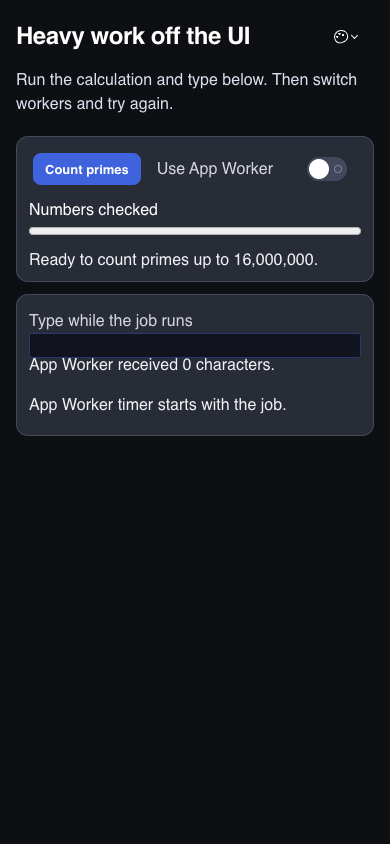 Heavy work off the UI
Run the calculation and type below. Then switch
workers and try again.
Count primes
Use App Worker
Numbers checked
Ready to count primes up to 16,000,000.
Type while the job runs
App Worker received 0 characters.
App Worker timer starts with the job.